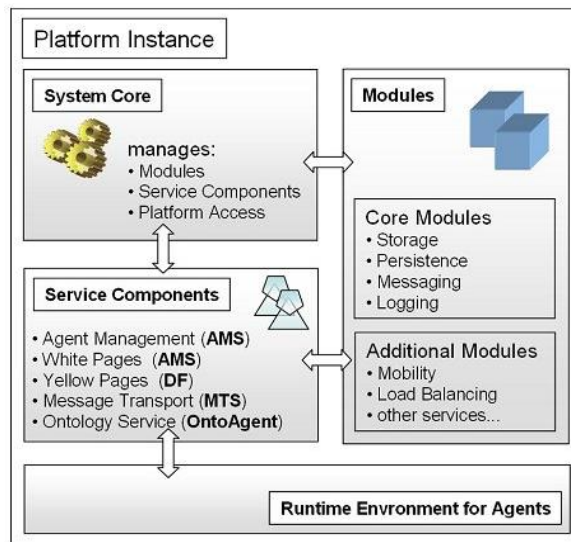 Platform Instance
System Core
manages:
• Modules
• Service Components
• Platform Access
Modules
Core Modules
• Storage
• Persistence
• Messaging
• Logging
Service Components
• Agent Management (AMS)
• White Pages (AMS)
• Yellow Pages (DF)
• Message Transport (MTS)
• Ontology Service (OntoAgent)
Additional Modules
• Mobility
• Load Balancing
• other services...
Runtime Envronment for Agents